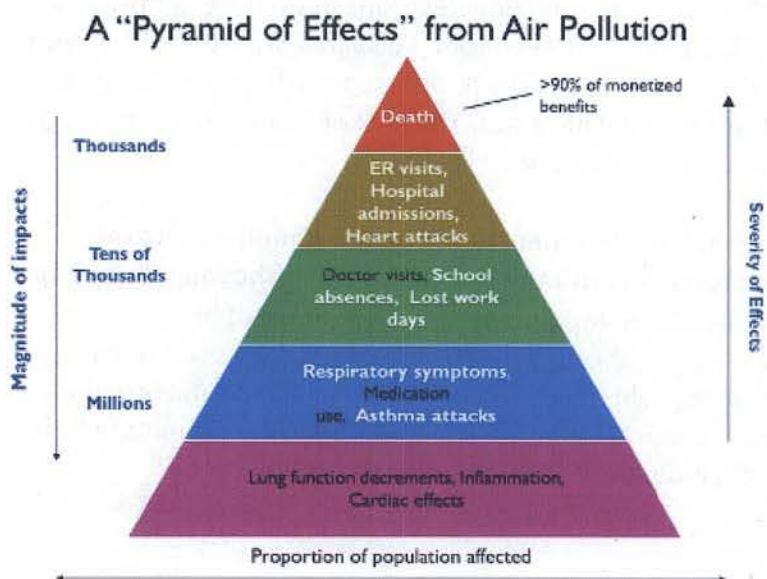 A “Pyramid of Effects” from Air Pollution
>90% of monetized
benefits
Death
Thousands
ER visits,
Hospital
admissions,
Heart attacks
Magnitude of impacts
Severity of Effects
Tens of
Thousands
Doctor visits, School
absences, Lost work
days
Millions
Respiratory symptoms,
Medication
use, Asthma attacks
Lung function decrements, Inflammation,
Cardiac effects
Proportion of population affected